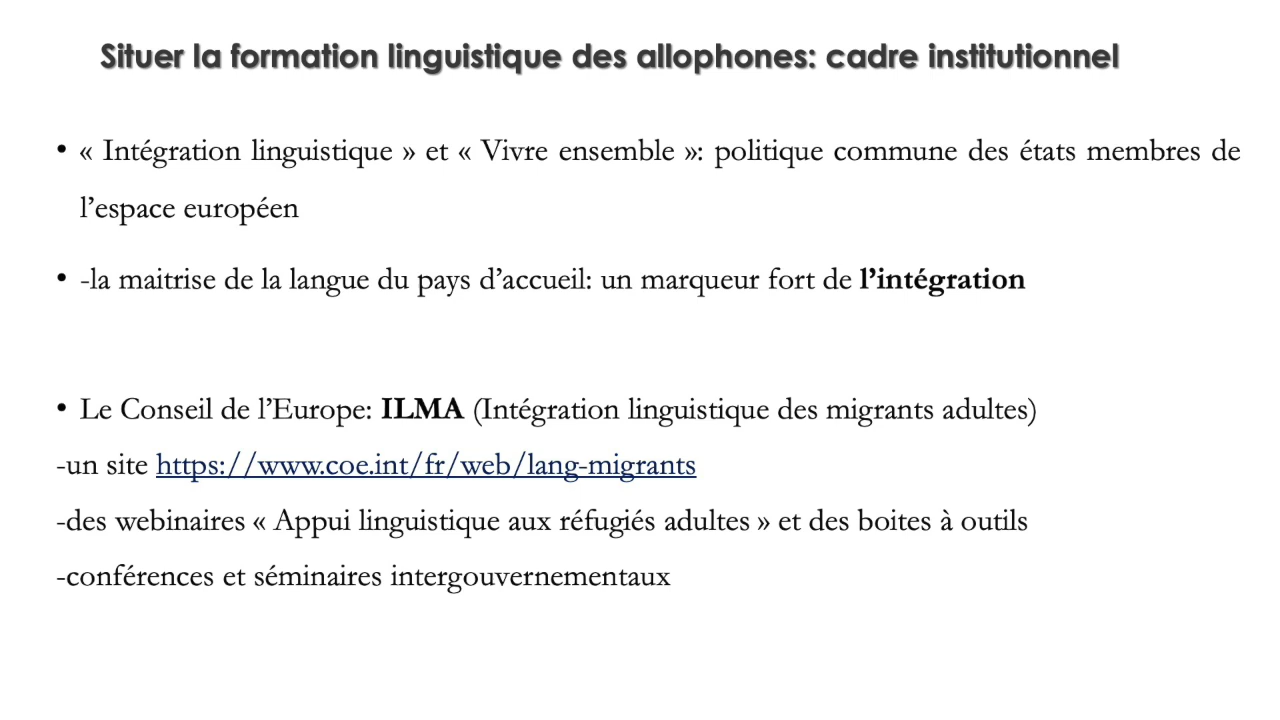 Situer la formation linguistique des allophones: cadre institutionnel
• « Intégration linguistique » et « Vivre ensemble »: politique commune des états membres de
l’espace européen
• -la maitrise de la langue du pays d’accueil: un marqueur fort de l’intégration
• Le Conseil de l’Europe: ILMA (Intégration linguistique des migrants adultes)
-un site https://www.coe.int/fr/web/lang-migrants
-des webinaires « Appui linguistique aux réfugiés adultes » et des boites à outils
-conférences et séminaires intergouvernementaux